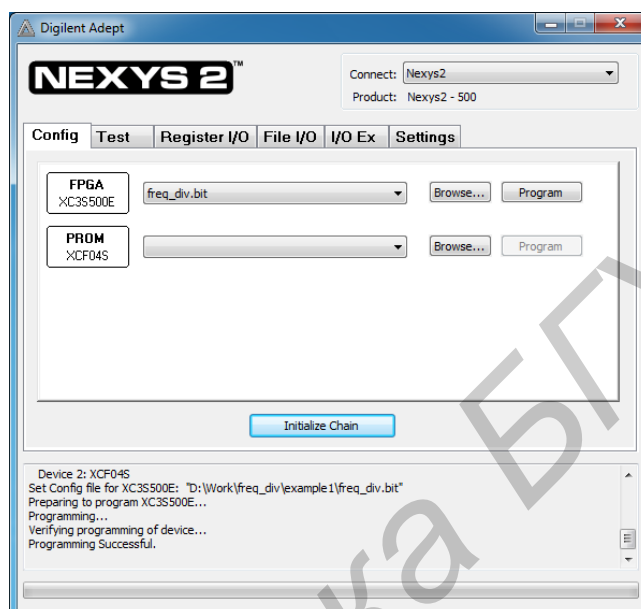 Digilent Adept
NEXYS 2™
Connect: Nexys2
Product: Nexys2 - 500
Config Test Register I/O File I/O I/O Ex Settings
FPGA
XC3S500E
freq_div.bit
Browse... Program
PROM
XCF04S
Browse... Program
Initialize Chain
Device 2: XCF04S
Set Config file for XC3S500E: "D:\Work\freq_div\example1\freq_div.bit"
Preparing to program XC3S500E...
Programming...
Verifying programming of device...
Programming Successful.
ка БГ